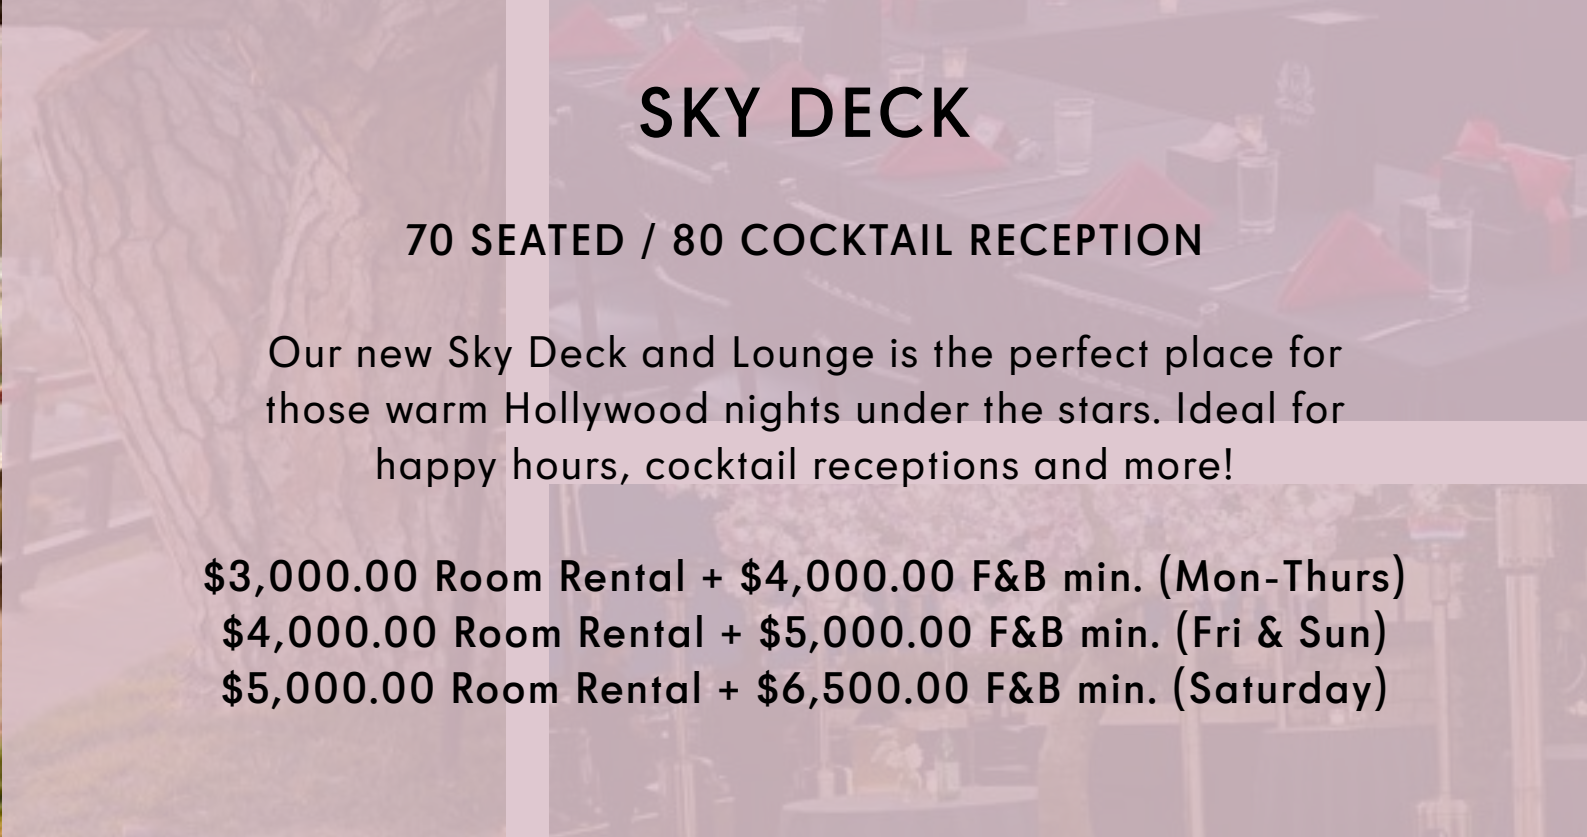 SKY DECK
70 SEATED / 80 COCKTAIL RECEPTION
Our new Sky Deck and Lounge is the perfect place for
those warm Hollywood nights under the stars. Ideal for
happy hours, cocktail receptions and more!
$3,000.00 Room Rental + $4,000.00 F&B min. (Mon-Thurs)
$4,000.00 Room Rental + $5,000.00 F&B min. (Fri & Sun)
$5,000.00 Room Rental + $6,500.00 F&B min. (Saturday)